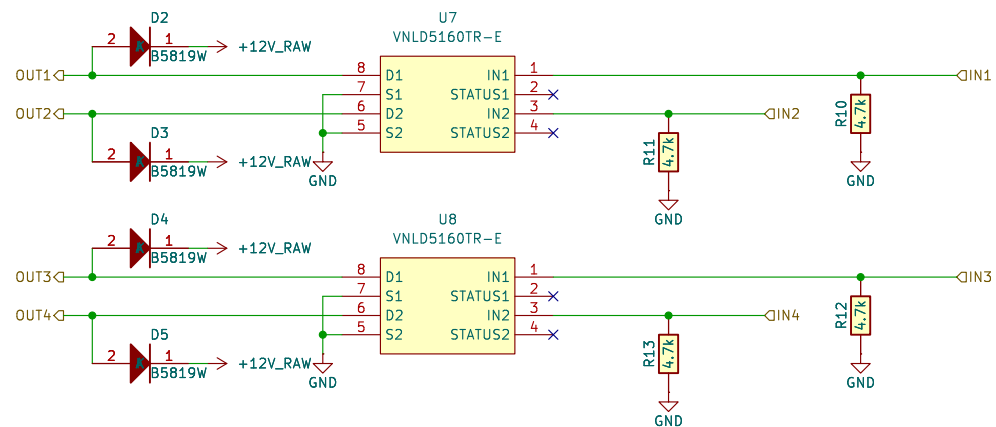 D2
2 1
B5819W
+12V_RAW
U7
VNLD5160TR-E
OUT1
8 D1
IN1 1
IN1
7 S1
STATUS1 2
OUT2
6 D2
IN2 3
IN2
5 S2
STATUS2 4
R10
4.7k
D3
2 1
B5819W
+12V_RAW
GND
R11
4.7k
GND
GND
D4
2 1
B5819W
+12V_RAW
U8
VNLD5160TR-E
OUT3
8 D1
IN1 1
IN3
7 S1
STATUS1 2
OUT4
6 D2
IN2 3
IN4
5 S2
STATUS2 4
R12
4.7k
D5
2 1
B5819W
+12V_RAW
GND
R13
4.7k
GND
GND